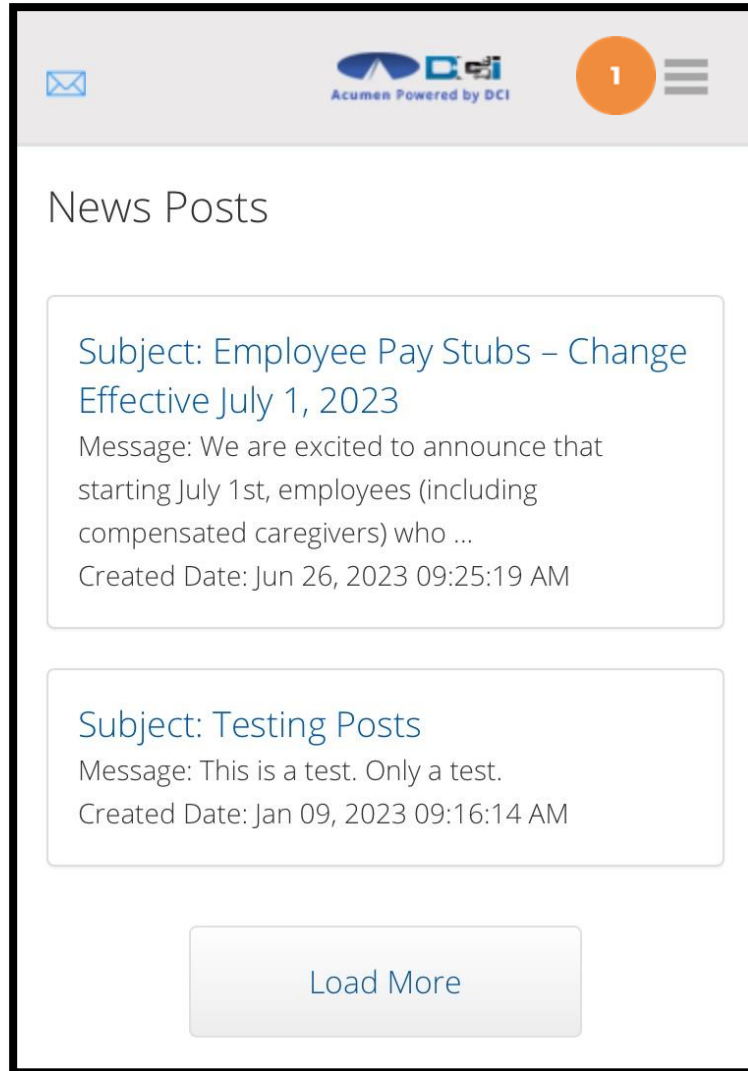 DCI
Acumen Powered by DCI
1
News Posts
Subject: Employee Pay Stubs – Change
Effective July 1, 2023
Message: We are excited to announce that
starting July 1st, employees (including
compensated caregivers) who ...
Created Date: Jun 26, 2023 09:25:19 AM
Subject: Testing Posts
Message: This is a test. Only a test.
Created Date: Jan 09, 2023 09:16:14 AM
Load More